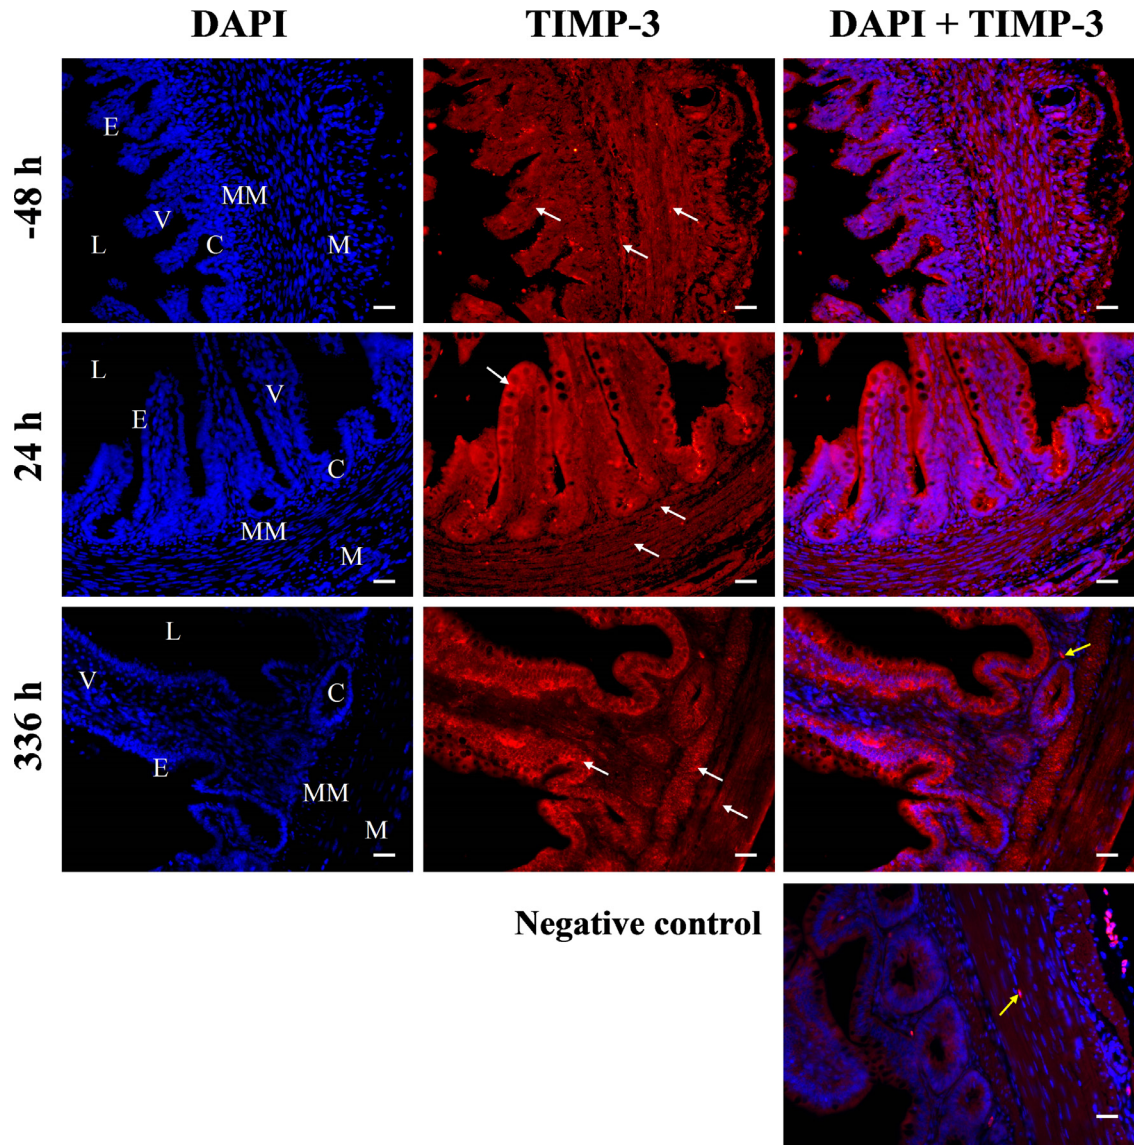 DAPI
TIMP-3
DAPI + TIMP-3
-48 h
E
MM
V
L
C
M
24 h
L
V
E
C
MM
M
336 h
L
V
C
E
MM
M
Negative control